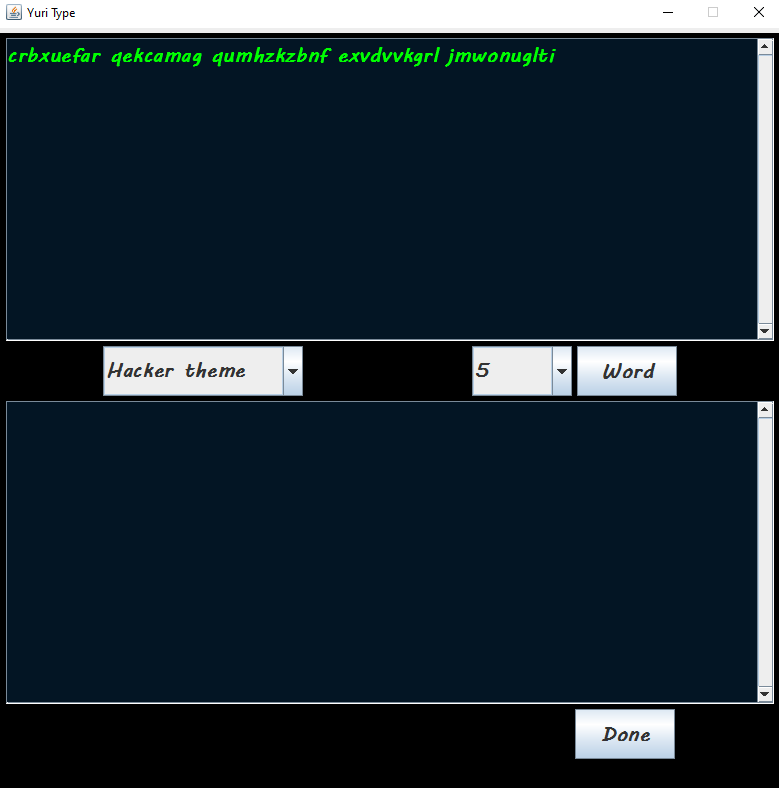 Yuri Type
crbxuefar qekcamag qumhzkzbnf exvdvvkgrl jmwonuglti
Hacker theme
5
Word
Done